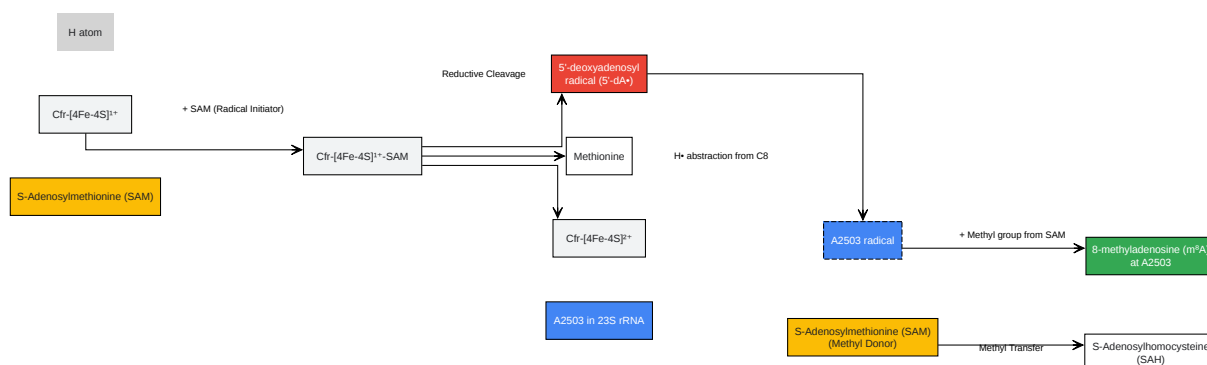 H atom
5'-deoxyadenosyl
radical (5'-dA•)
Reductive Cleavage
Cfr-[4Fe-4S]¹⁺
+ SAM (Radical Initiator)
Cfr-[4Fe-4S]¹⁺-SAM
Methionine
H• abstraction from C8
S-Adenosylmethionine (SAM)
Cfr-[4Fe-4S]²⁺
A2503 radical
+ Methyl group from SAM
8-methyladenosine (m⁸A)
at A2503
A2503 in 23S rRNA
S-Adenosylmethionine (SAM)
(Methyl Donor)
Methyl Transfer
S-Adenosylhomocysteine
(SAH)